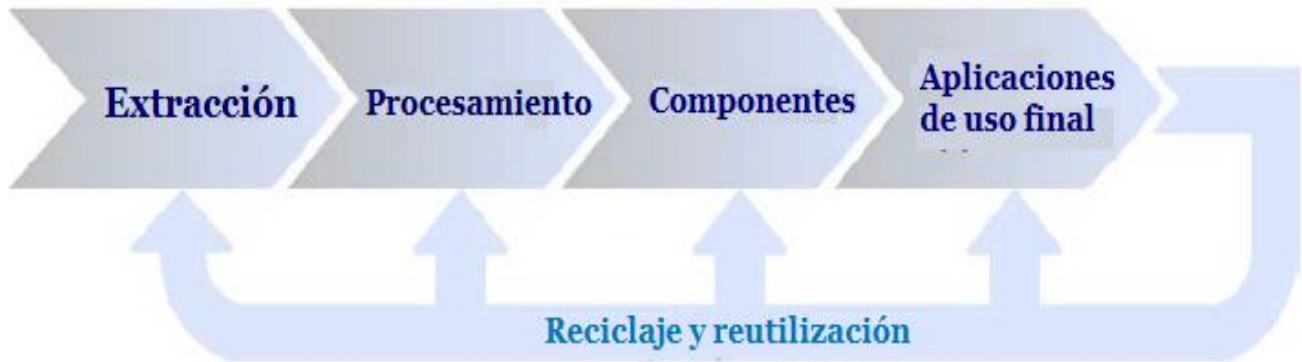 Extracción
Procesamiento
Componentes
Aplicaciones
de uso final
Reciclaje y reutilización